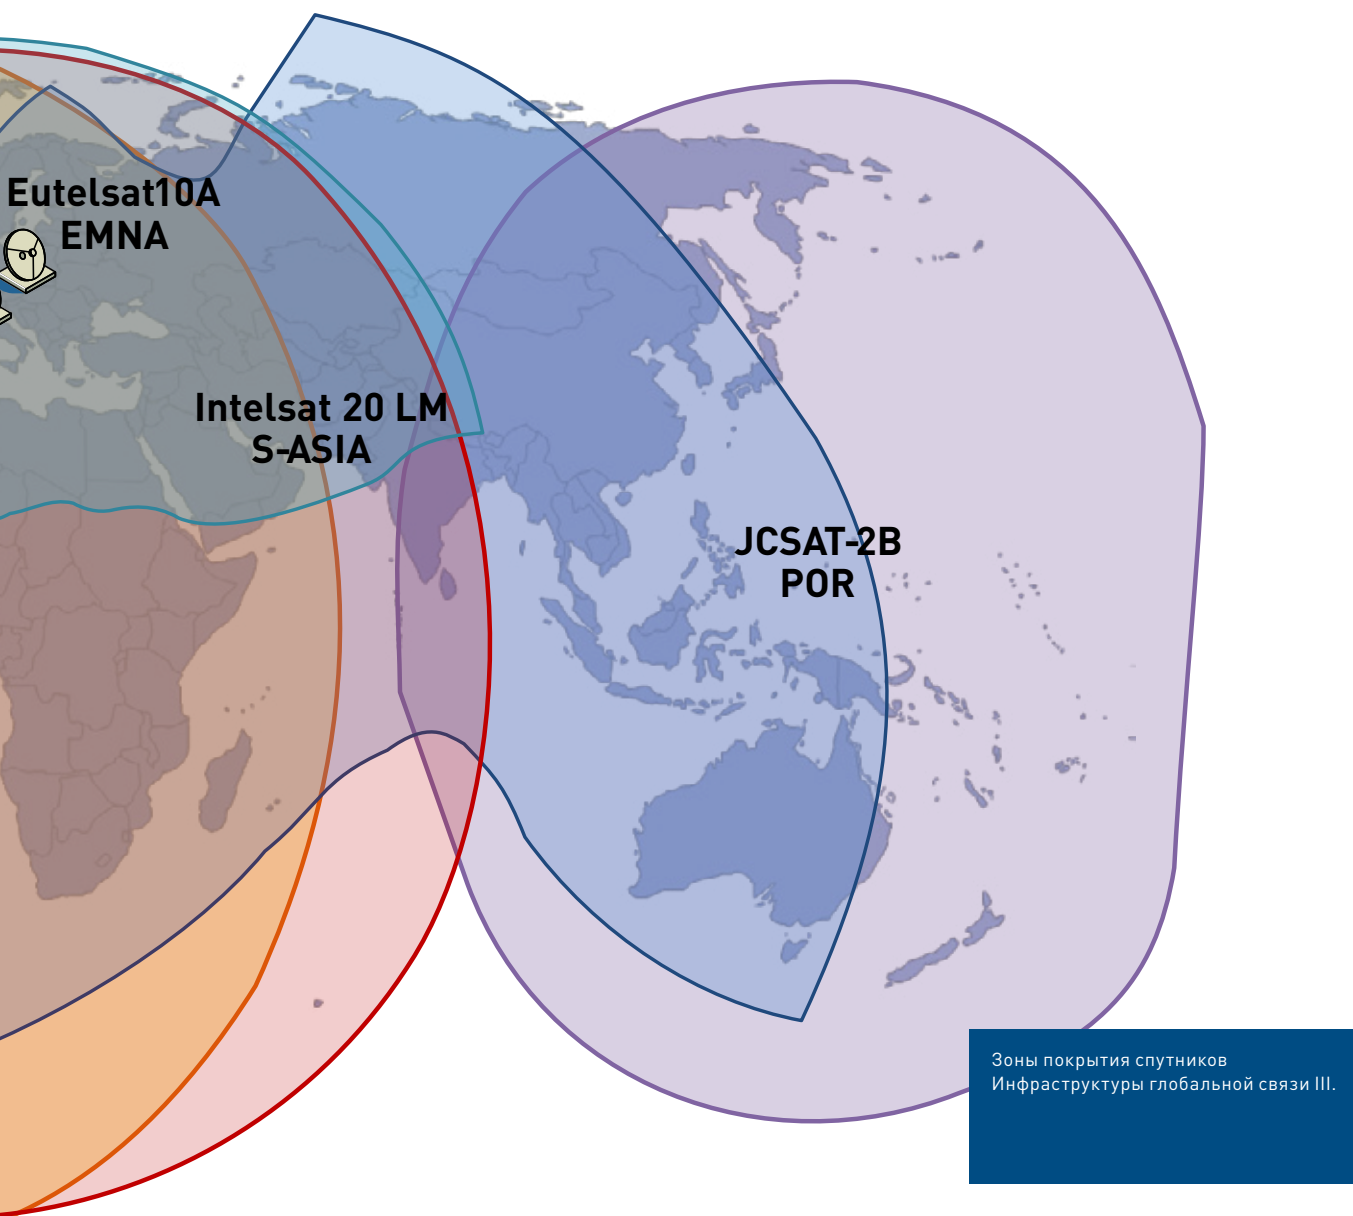 Eutelsat10A
EMNA
Intelsat 20 LM
S-ASIA
JCSAT-2B
POR
Зоны покрытия спутников
Инфраструктуры глобальной связи III.